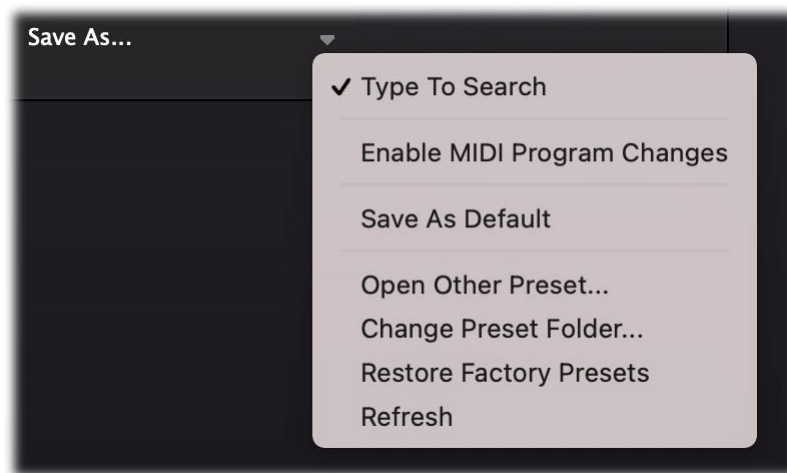 Save As...
Type To Search
Enable MIDI Program Changes
Save As Default
Open Other Preset...
Change Preset Folder...
Restore Factory Presets
Refresh